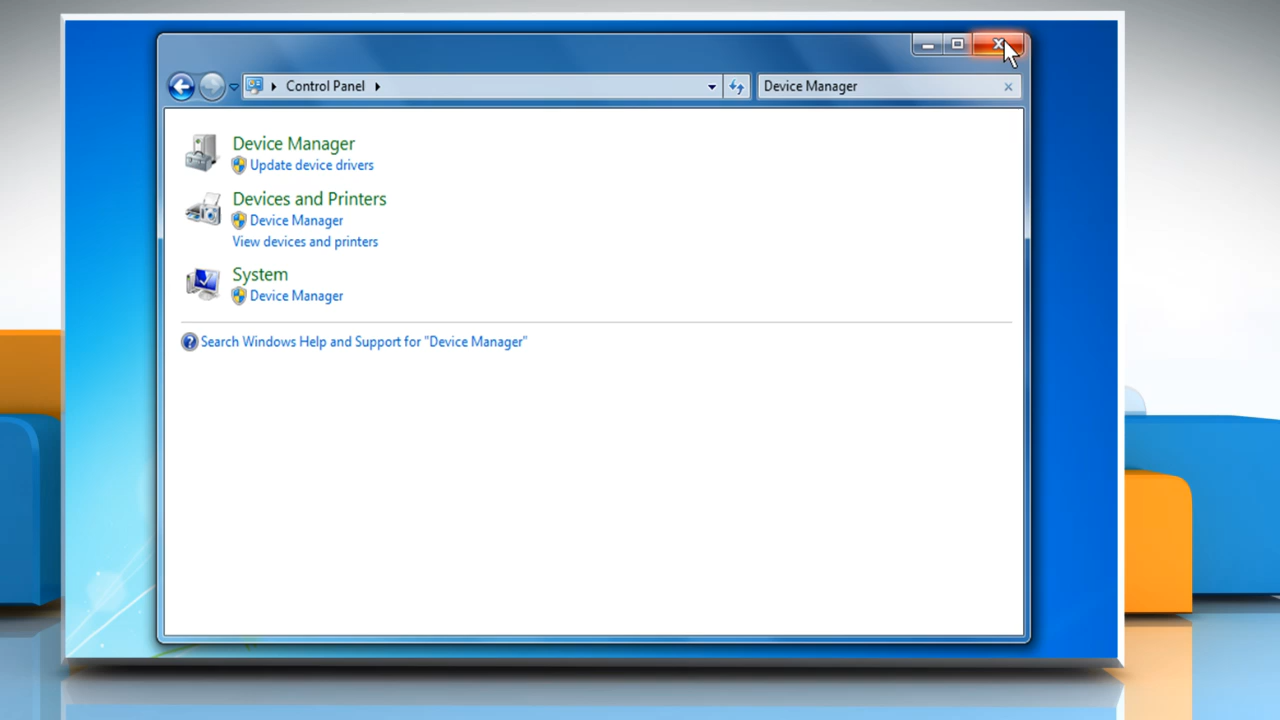 Control Panel
Device Manager
Device Manager
Update device drivers
Devices and Printers
Device Manager
View devices and printers
System
Device Manager
Search Windows Help and Support for "Device Manager"